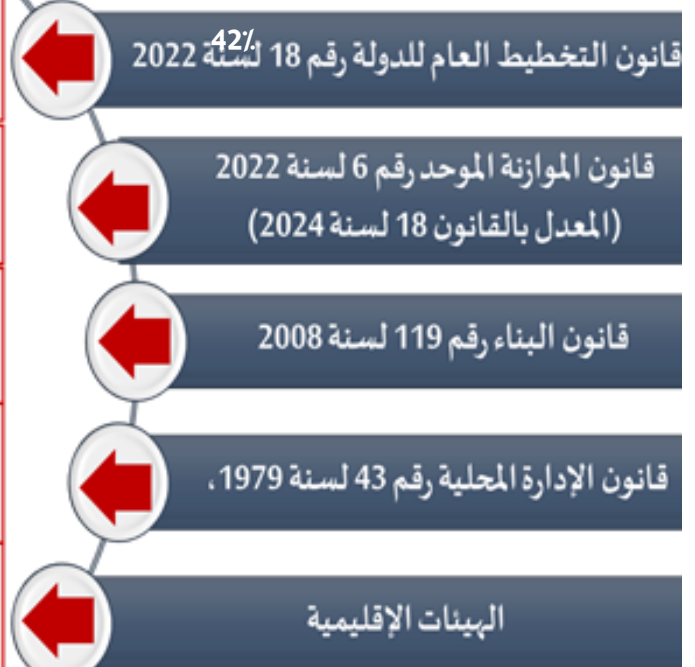 42%
قانون التخطيط العام للدولة رقم 18 لسنة 2022
قانون الموازنة الموحد رقم 6 لسنة 2022
(المعدل بالقانون 18 لسنة 2024)
قانون البناء رقم 119 لسنة 2008
قانون الإدارة المحلية رقم 43 لسنة 1979،
الهيئات الإقليمية